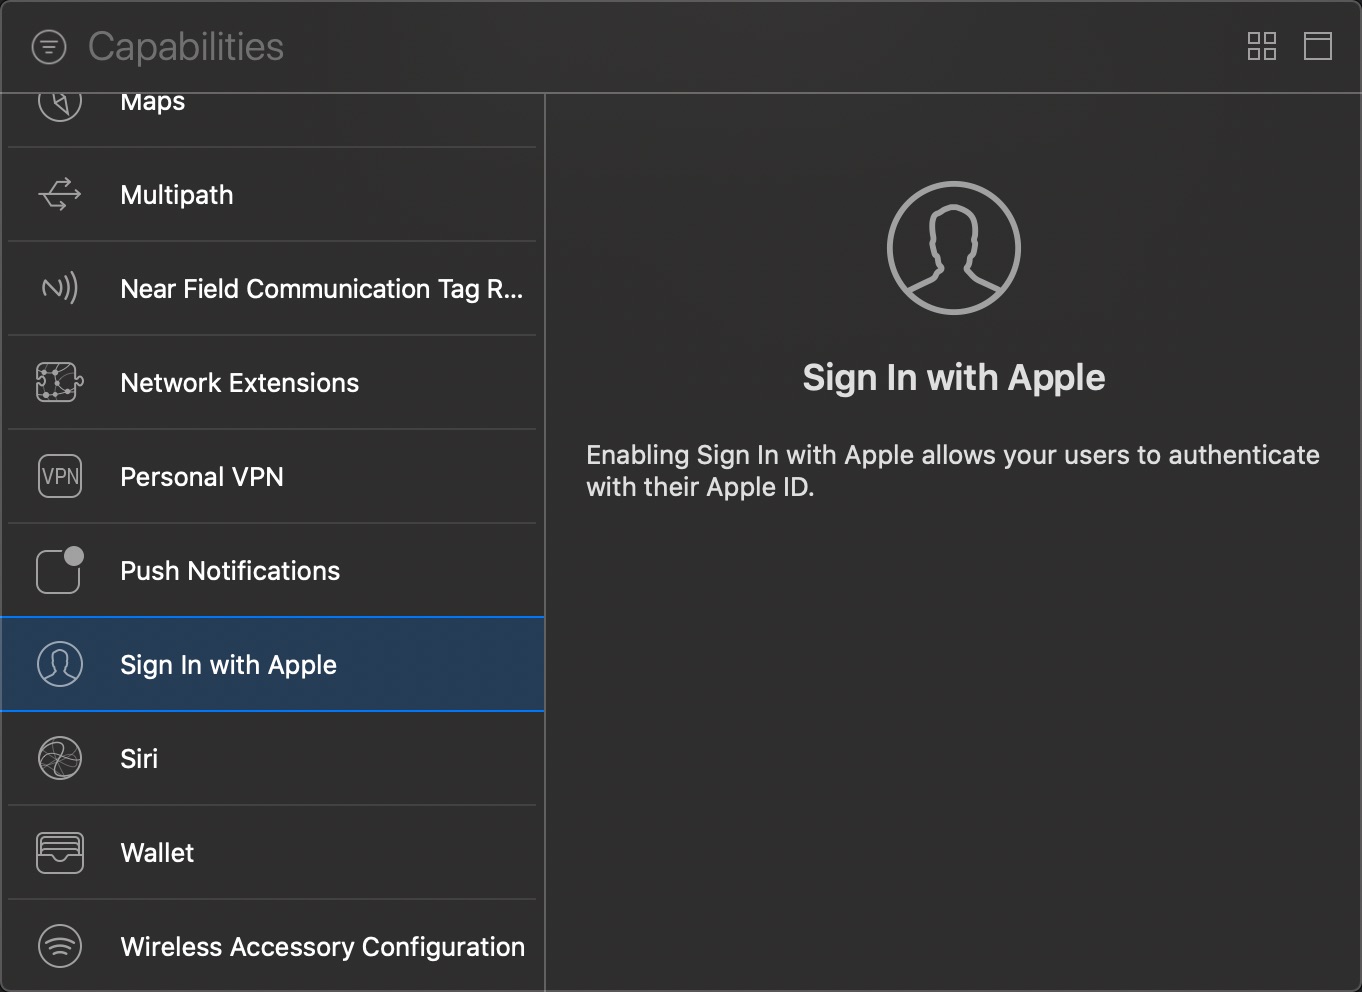 Capabilities
Maps
Multipath
Near Field Communication Tag R...
Network Extensions
VPN
Personal VPN
Push Notifications
Sign In with Apple
Siri
Wallet
Wireless Accessory Configuration
Sign In with Apple
Enabling Sign In with Apple allows your users to authenticate
with their Apple ID.